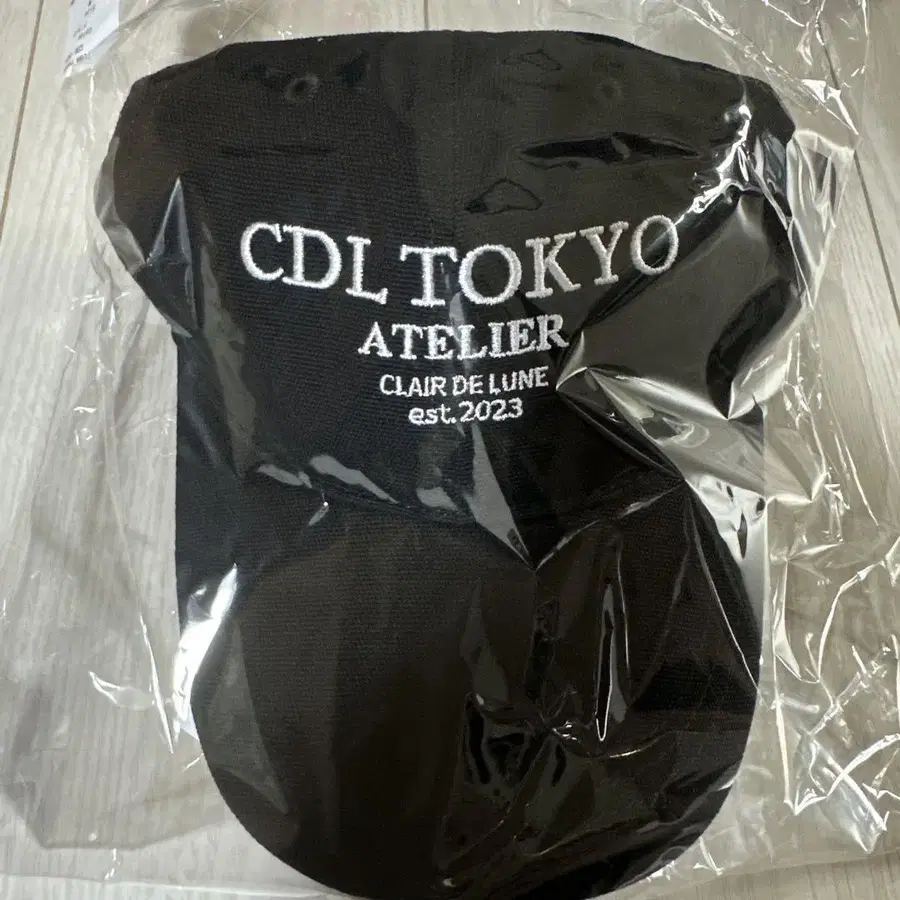 CDL TOKYO
ATELIER
CLAIR DE LUNE
est.2023